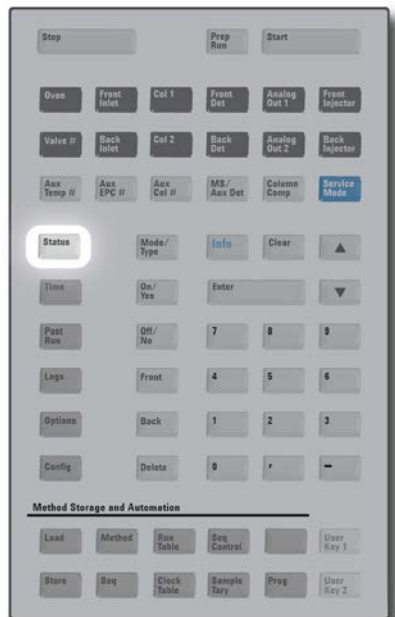 Stop Prep Run Start
Oven Front Inlet Col 1 Front Det Analog Out 1 Front Injector
Valve # Back Inlet Col 2 Back Det Analog Out 2 Back Injector
Aux Temp # Aux EPC # Aux Col # MS/ Aux Det Column Comp Service Mode
Status Mode/ Type Info Clear
Time On/ Yes Enter
Post Run Off/ No 7 8 9
Logs Front 4 5 6
Options Back 1 2 3
Config Delete 0 , -
Method Storage and Automation
Load Method Run Table Seq Control User Key 1
Store Seq Clock Table Sample Tary Prog User Key 2